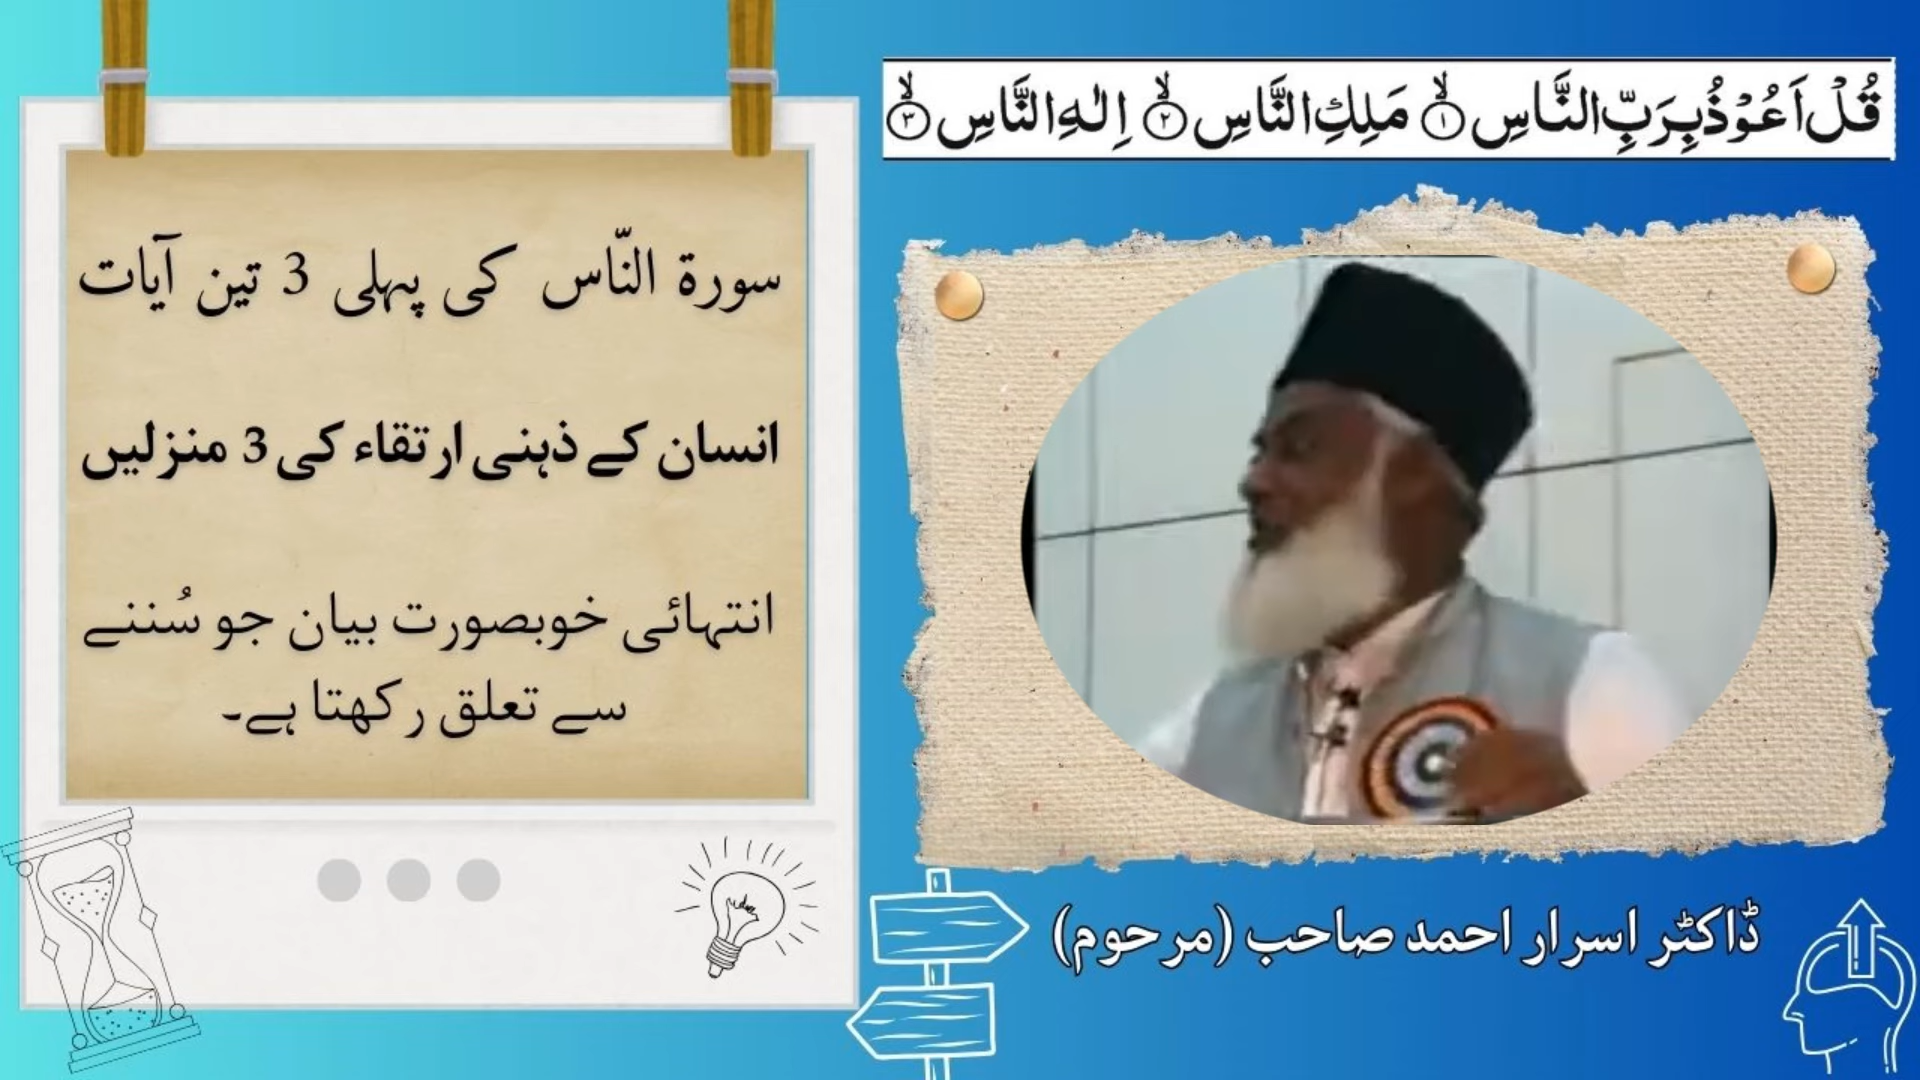 قُلْ اَعُوْذُ بِرَبِّ النَّاسِ ۙ‏﴿۱﴾ مَلِكِ النَّاسِ ۙ‏﴿۲﴾ اِلٰهِ النَّاسِ ۙ‏﴿۳﴾
سورة النّاس کی پہلی 3 تین آیات
انسان کے ذہنی ارتقاء کی 3 منزلیں
انتہائی خوبصورت بیان جو سُننے
سے تعلق رکھتا ہے۔
ڈاکٹر اسرار احمد صاحب (مرحوم)